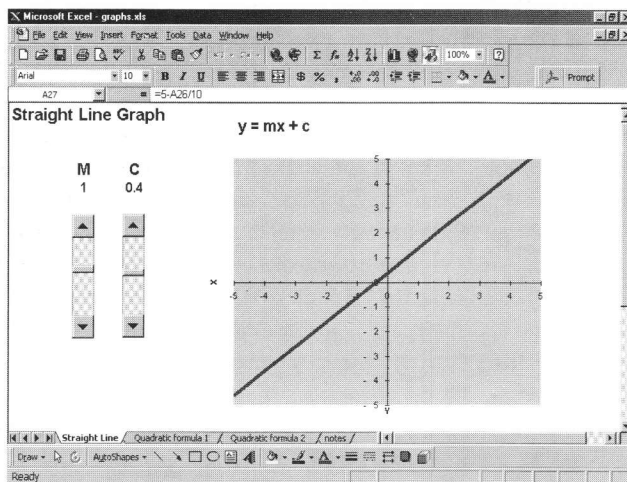 Microsoft Excel - graphs.xls
File Edit View Insert Format Tools Data Window Help
Σ fx 100%
Arial 10 B I U $ % , Prompt
A27 = =5-A26/10
Straight Line Graph
y = mx + c
M C
1 0.4
5
4
3
2
1
x -5 -4 -3 -2 -1 0 1 2 3 4 5
- 1
- 2
- 3
- 4
- 5
y
Straight Line Quadratic formula 1 Quadratic formula 2 notes
Draw AutoShapes
Ready